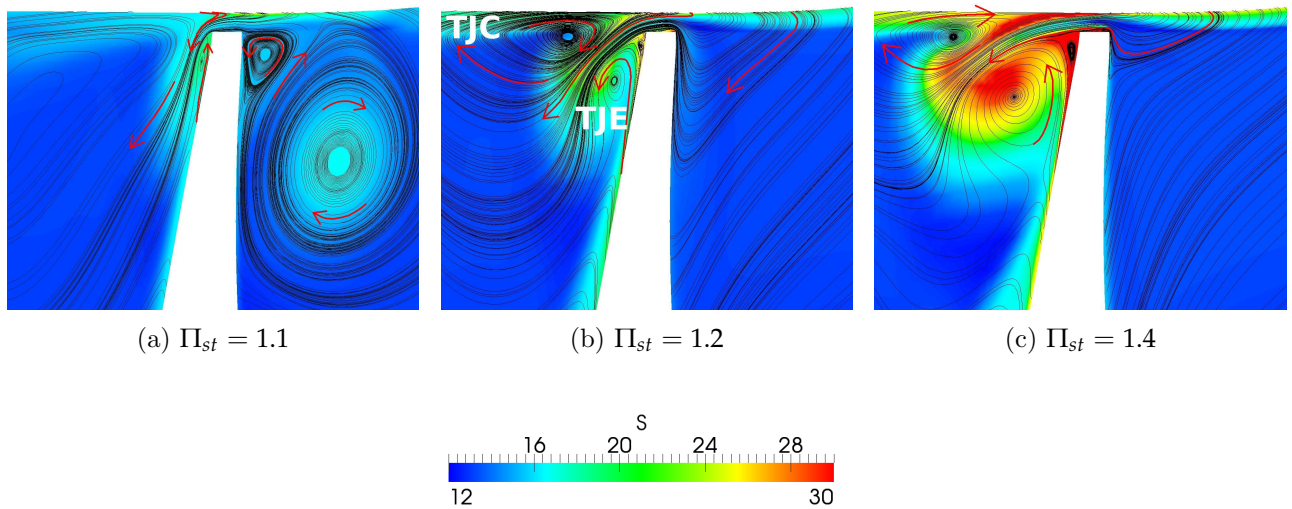 TJC
TJE
(a) Π_st = 1.1
(b) Π_st = 1.2
(c) Π_st = 1.4
S
16 20 24 28
12 30